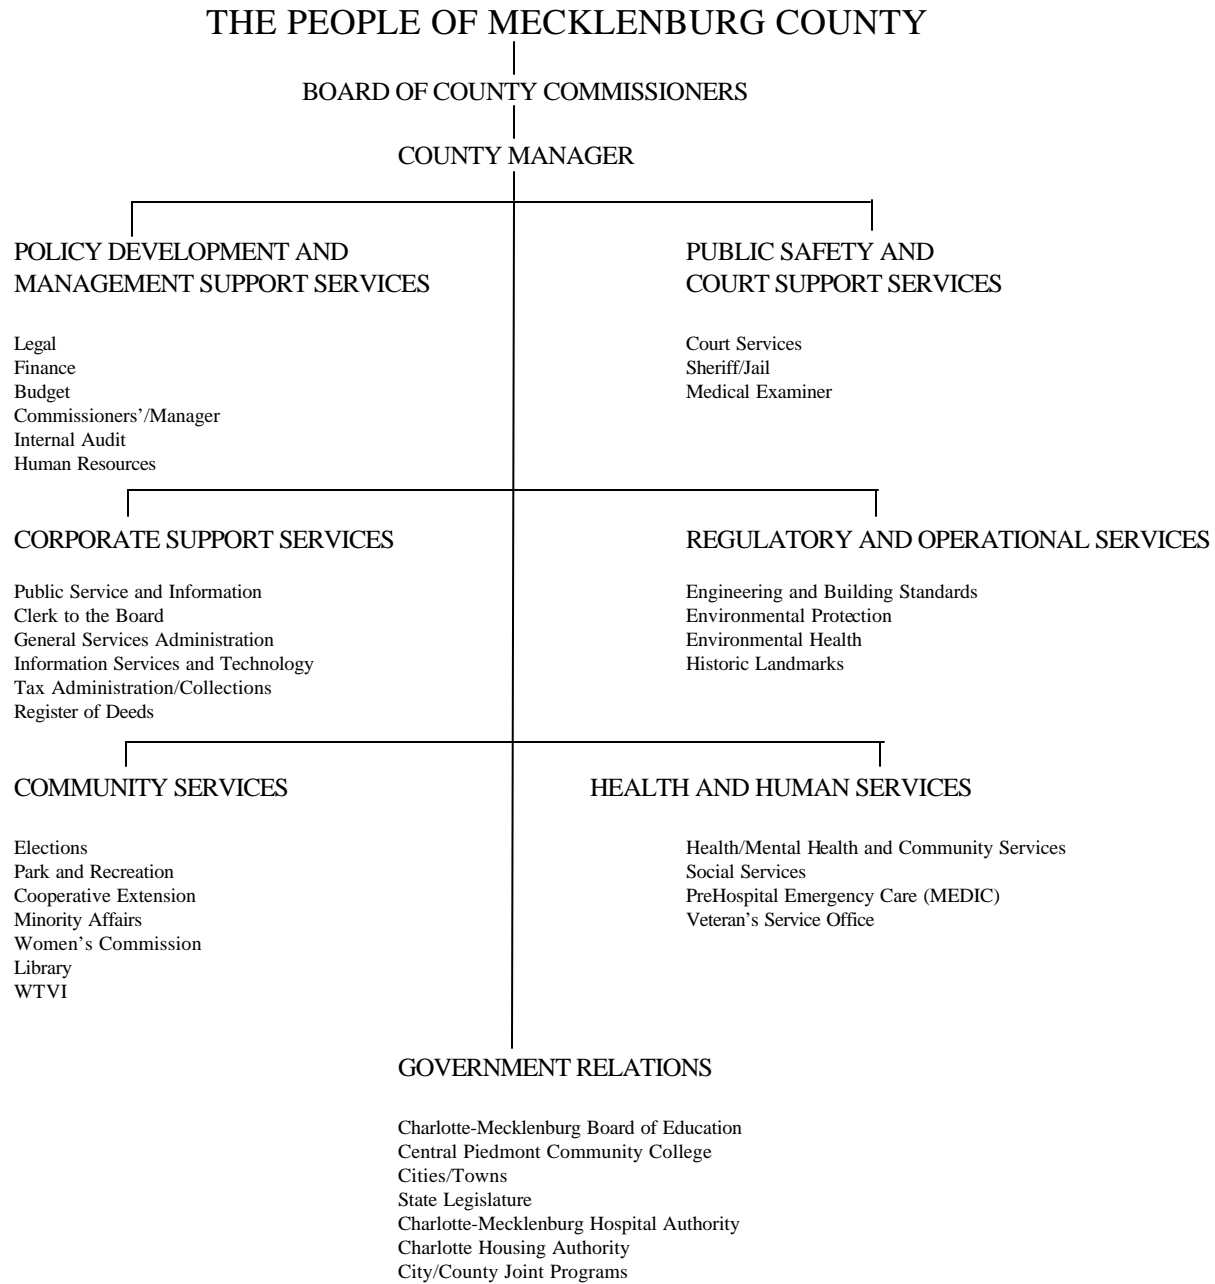 THE PEOPLE OF MECKLENBURG COUNTY
BOARD OF COUNTY COMMISSIONERS
COUNTY MANAGER
POLICY DEVELOPMENT AND
MANAGEMENT SUPPORT SERVICES
Legal
Finance
Budget
Commissioners’/Manager
Internal Audit
Human Resources
PUBLIC SAFETY AND
COURT SUPPORT SERVICES
Court Services
Sheriff/Jail
Medical Examiner
CORPORATE SUPPORT SERVICES
Public Service and Information
Clerk to the Board
General Services Administration
Information Services and Technology
Tax Administration/Collections
Register of Deeds
REGULATORY AND OPERATIONAL SERVICES
Engineering and Building Standards
Environmental Protection
Environmental Health
Historic Landmarks
COMMUNITY SERVICES
Elections
Park and Recreation
Cooperative Extension
Minority Affairs
Women’s Commission
Library
WTVI
HEALTH AND HUMAN SERVICES
Health/Mental Health and Community Services
Social Services
PreHospital Emergency Care (MEDIC)
Veteran’s Service Office
GOVERNMENT RELATIONS
Charlotte-Mecklenburg Board of Education
Central Piedmont Community College
Cities/Towns
State Legislature
Charlotte-Mecklenburg Hospital Authority
Charlotte Housing Authority
City/County Joint Programs